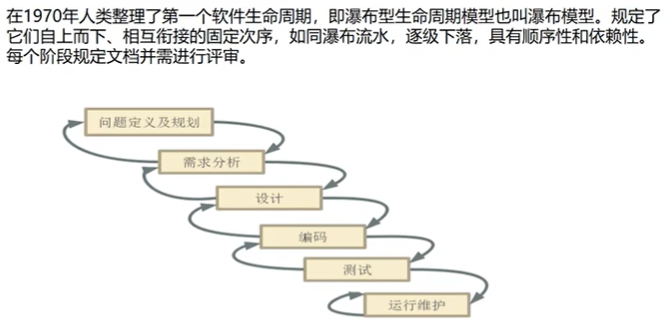 在1970年人类整理了第一个软件生命周期，即瀑布型生命周期模型也叫瀑布模型。规定了
它们自上而下、相互衔接的固定次序，如同瀑布流水，逐级下落，具有顺序性和依赖性。
每个阶段规定文档并需进行评审。
问题定义及规划
需求分析
设计
编码
测试
运行维护